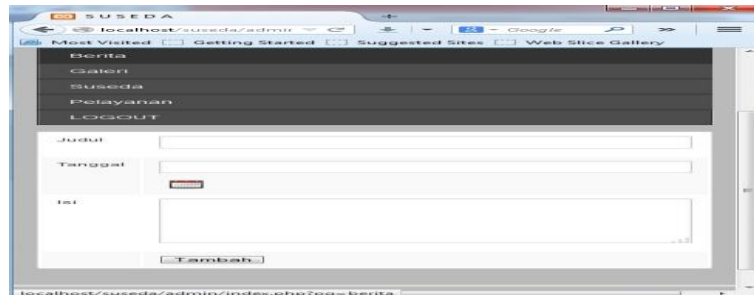 SUSEDA
localhost/suseda/admir
Google
Most Visited Getting Started Suggested Sites Web Slice Gallery
Berita
Galeri
Suseda
Pelayanan
LOGOUT
Judul
Tanggal
Isi
Tambah
localhost/suseda/admin/index.php?pg=berita